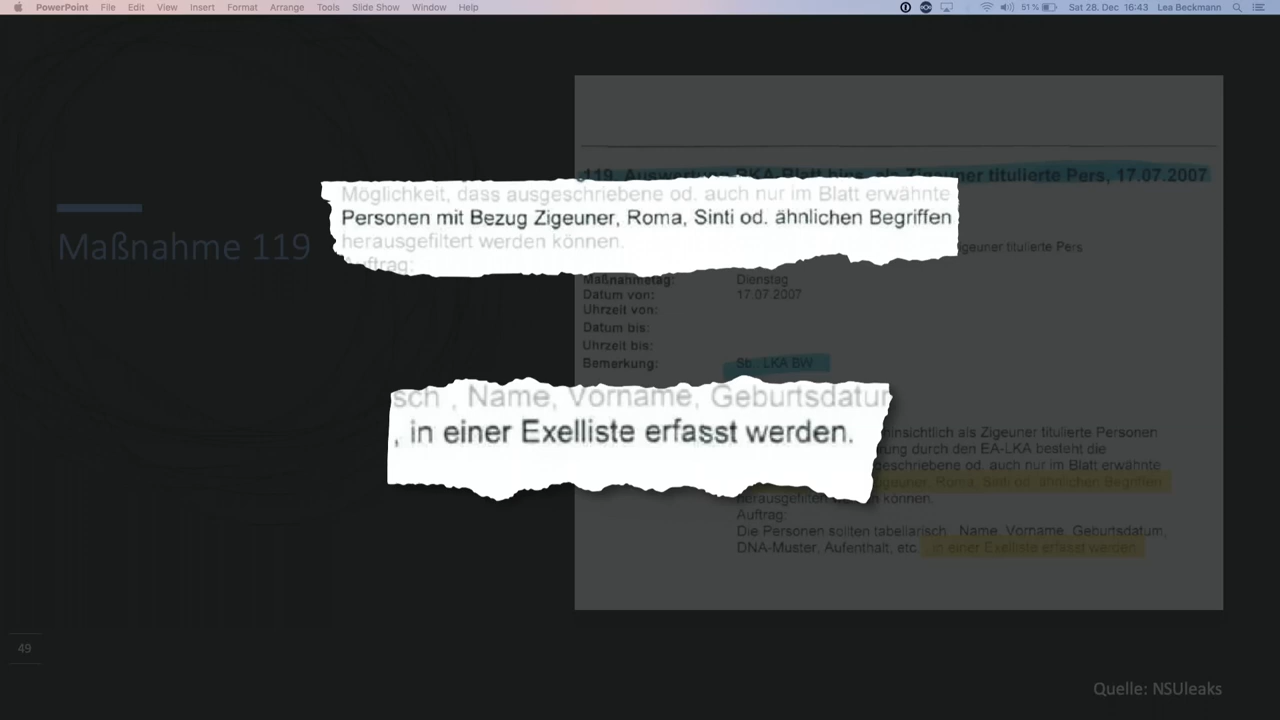 PowerPoint File Edit View Insert Format Arrange Tools Slide Show Window Help 51 % Sat 28. Dec 16:43 Lea Beckmann
Maßnahme 119
119. Auswertung BKA-Blatt hins. als Zigeuner titulierte Pers, 17.07.2007
Möglichkeit, dass ausgeschriebene od. auch nur im Blatt erwähnte
Personen mit Bezug Zigeuner, Roma, Sinti od. ähnlichen Begriffen
herausgefiltert werden können.
Auftrag:
Zigeuner titulierte Pers
Maßnahmetag: Dienstag
Datum von: 17.07.2007
Uhrzeit von:
Datum bis:
Uhrzeit bis:
Bemerkung: Sb.: LKA BW
sch , Name, Vorname, Geburtsdatum
, in einer Exelliste erfasst werden.
hinsichtlich als Zigeuner titulierte Personen
rung durch den EA-LKA besteht die
geschriebene od. auch nur im Blatt erwähnte
Zigeuner, Roma, Sinti od. ähnlichen Begriffen
herausgefiltert werden können.
Auftrag:
Die Personen sollten tabellarisch , Name, Vorname, Geburtsdatum,
DNA-Muster, Aufenthalt, etc. , in einer Exelliste erfasst werden.
49
Quelle: NSUleaks